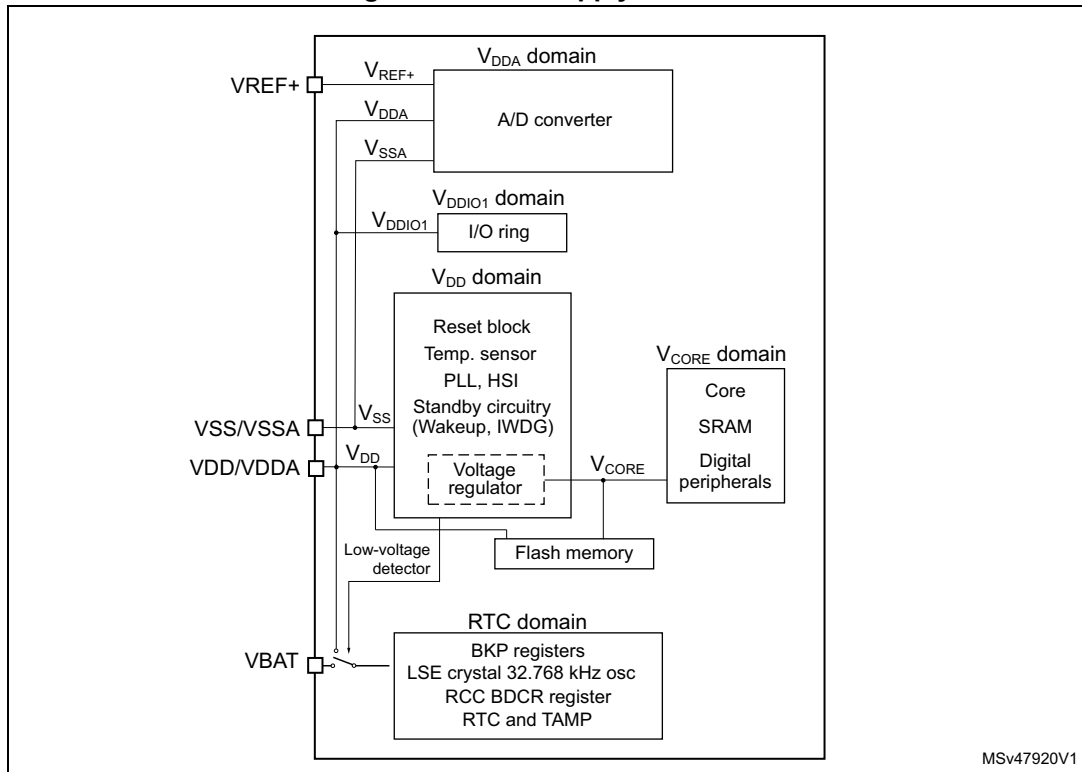 VDDA domain
VREF+
VREF+
VDDA
A/D converter
VSSA
VDDIO1 domain
VDDIO1
I/O ring
VDD domain
Reset block
Temp. sensor
PLL, HSI
Standby circuitry
(Wakeup, IWDG)
Voltage
regulator
VCORE domain
Core
SRAM
Digital
peripherals
VSS/VSSA
VSS
VDD/VDDA
VDD
VCORE
Flash memory
Low-voltage
detector
RTC domain
VBAT
BKP registers
LSE crystal 32.768 kHz osc
RCC BDCR register
RTC and TAMP
MSv47920V1